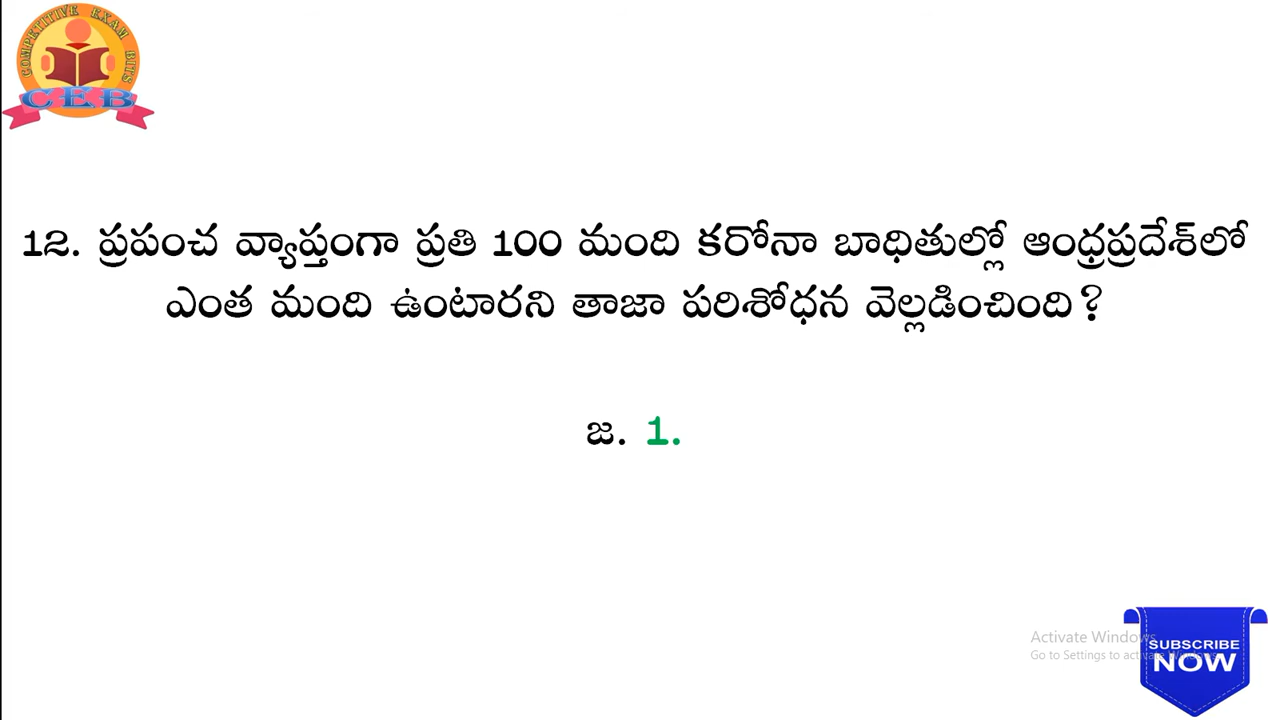 COMPETITIVE EXAM BITS
CEB
12. ప్రపంచ వ్యాప్తంగా ప్రతి 100 మంది కరోనా బాధితుల్లో ఆంధ్రప్రదేశ్‌లో
ఎంత మంది ఉంటారని తాజా పరిశోధన వెల్లడించింది?
జ. 1.
Activate Windows
Go to Settings to activate Windows.
SUBSCRIBE
NOW